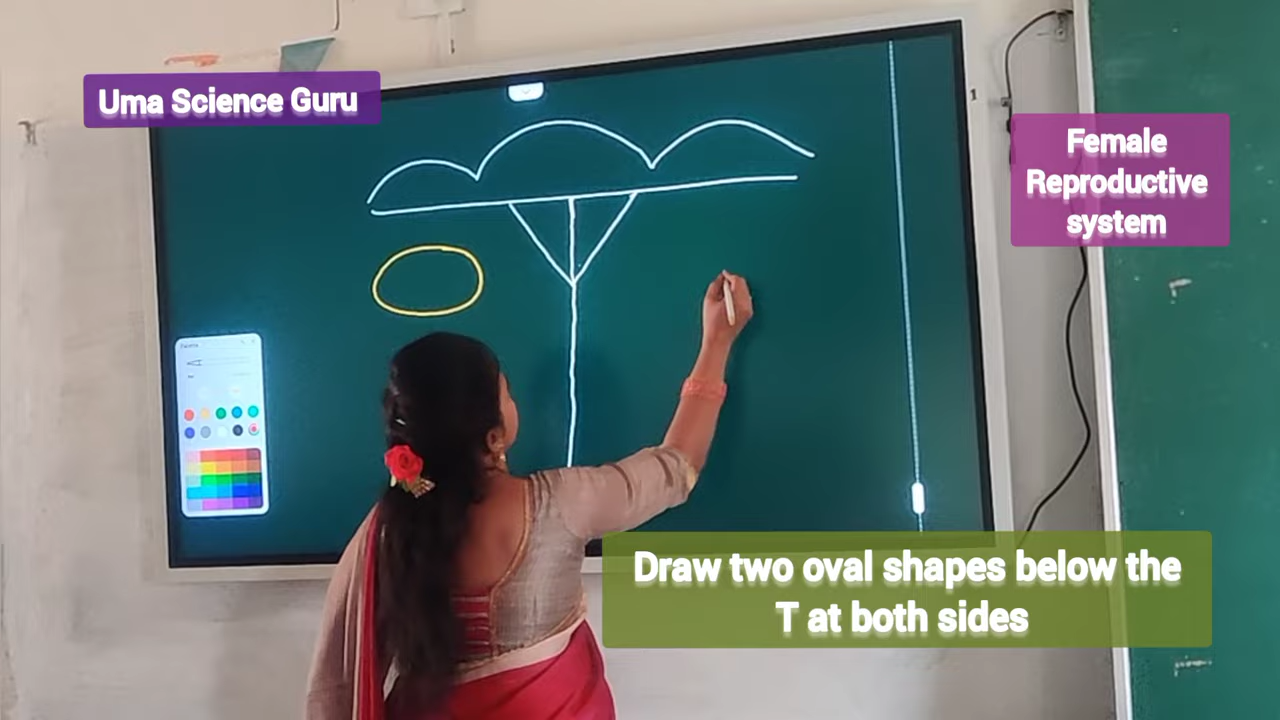 Uma Science Guru
Female
Reproductive
system
Draw two oval shapes below the
T at both sides